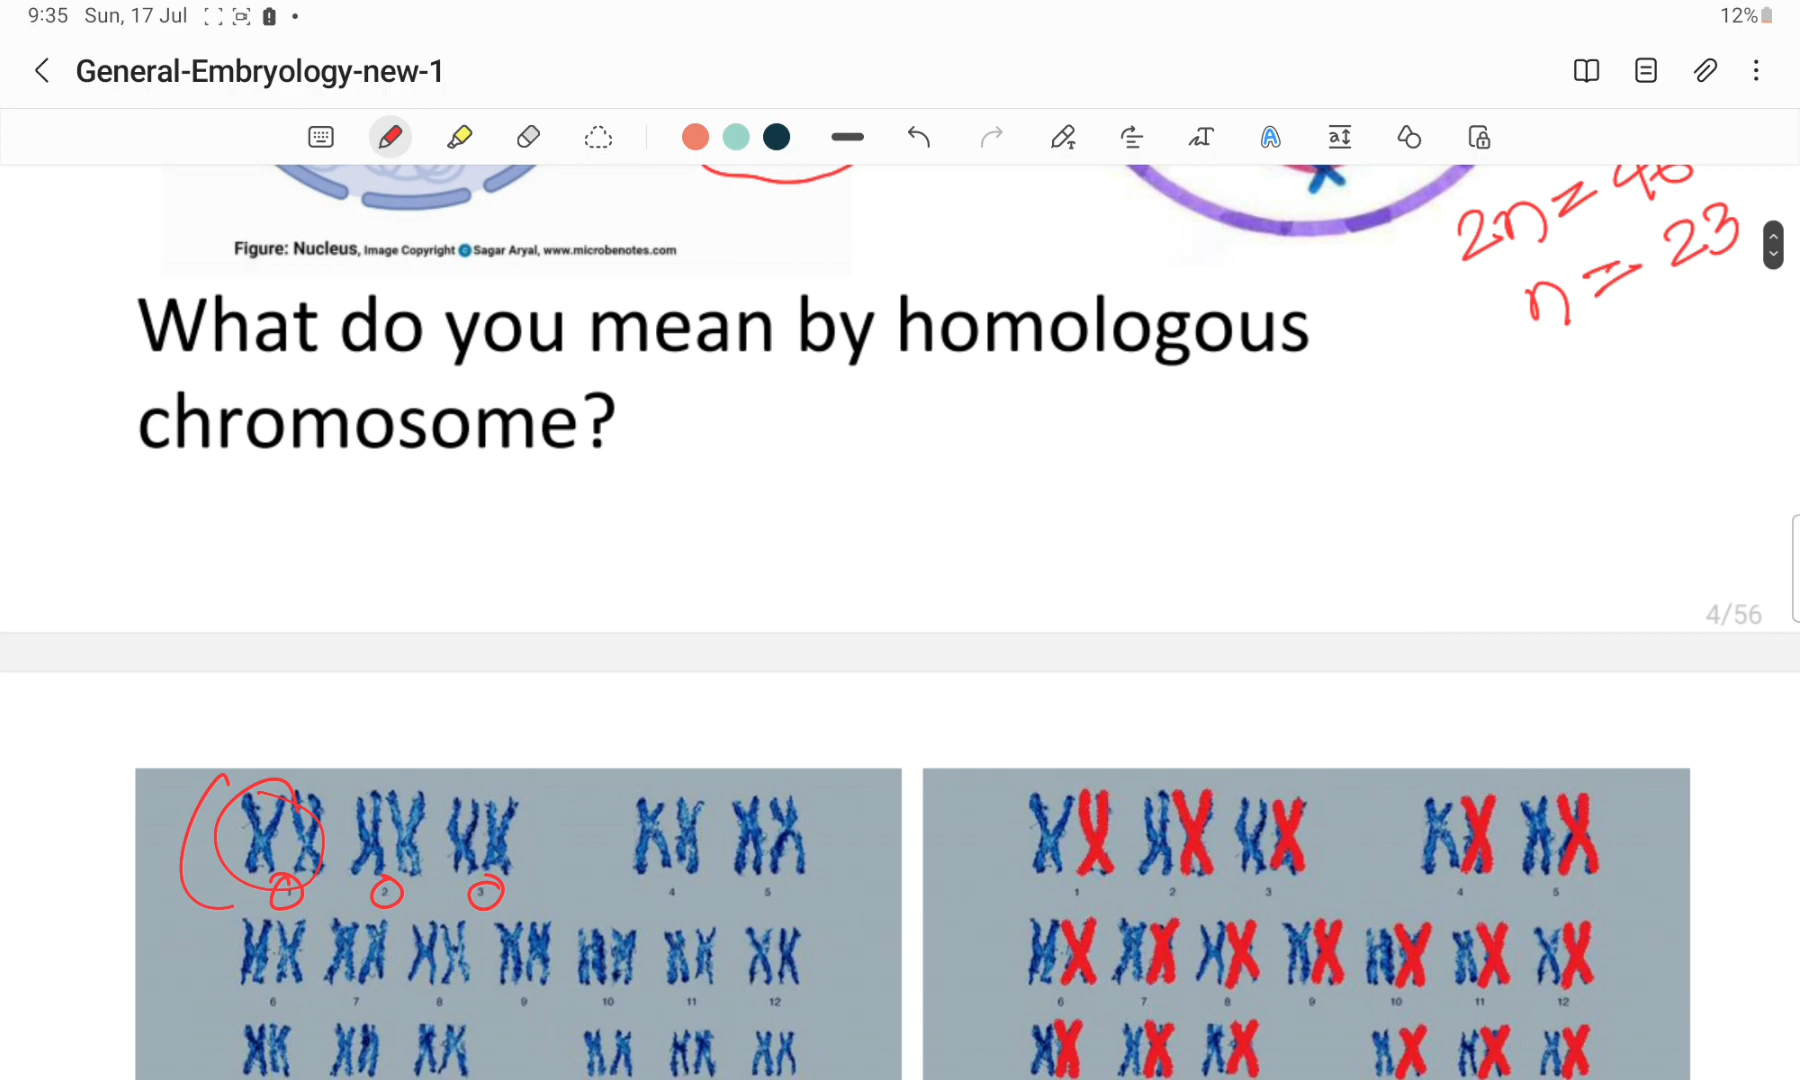 9:35 Sun, 17 Jul
12%
General-Embryology-new-1
2n = 46
n = 23
Figure: Nucleus, Image Copyright Sagar Aryal, www.microbenotes.com
What do you mean by homologous
chromosome?
4/56
1 2 3 4 5
6 7 8 9 10 11 12
1 2 3 4 5
6 7 8 9 10 11 12